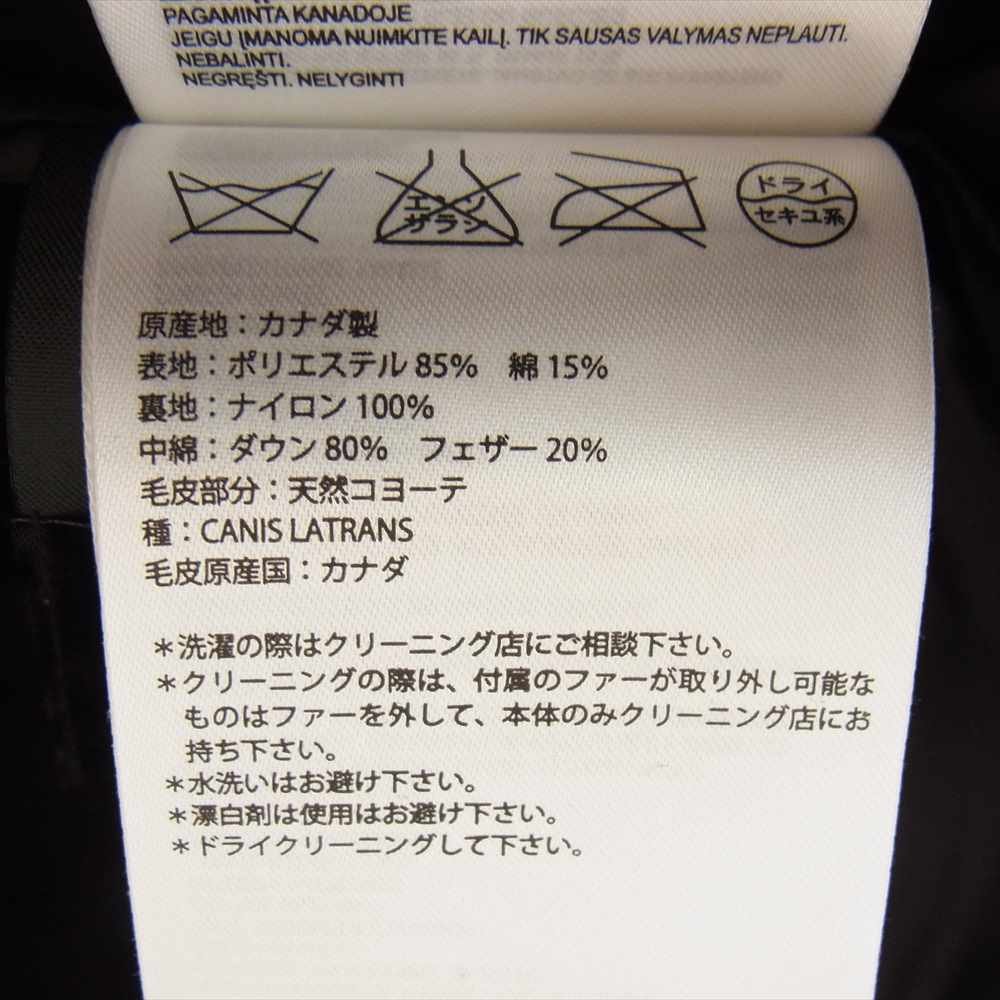 PAGAMINTA KANADOJE
JEIGU ĮMANOMA NUIMKITE KAILĮ. TIK SAUSAS VALYMAS NEPLAUTI.
NEBALINTI.
NEGRĘŠTI. NELYGINTI
エンソ
サラシ
ドライ
セキユ系
原産地：カナダ製
表地：ポリエステル 85%　綿 15%
裏地：ナイロン 100%
中綿：ダウン 80%　フェザー 20%
毛皮部分：天然コヨーテ
種：CANIS LATRANS
毛皮原産国：カナダ
＊洗濯の際はクリーニング店にご相談下さい。
＊クリーニングの際は、付属のファーが取り外し可能な
ものはファーを外して、本体のみクリーニング店にお
持ち下さい。
＊水洗いはお避け下さい。
＊漂白剤は使用はお避け下さい。
＊ドライクリーニングして下さい。